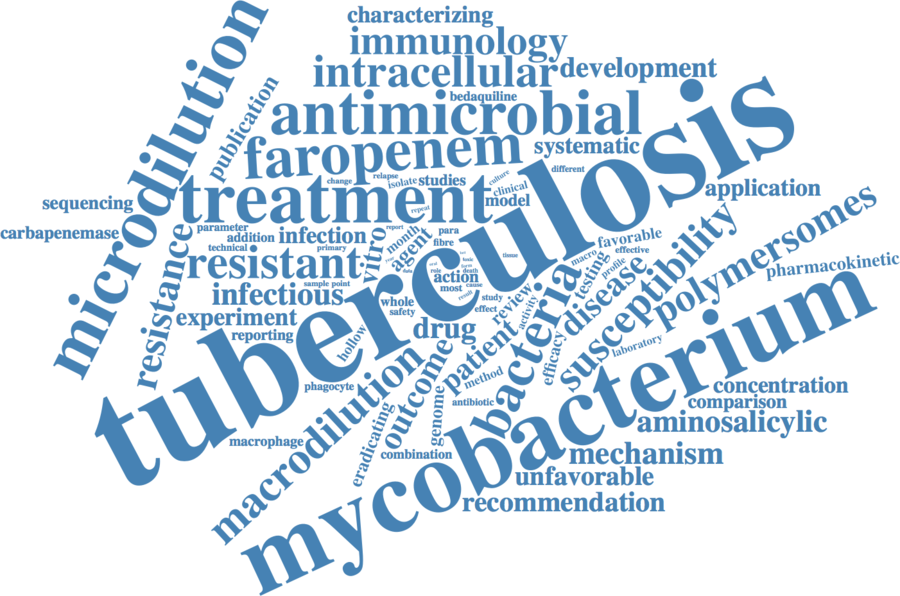 characterizing
immunology
intracellular
development
bedaquiline
antimicrobial
microdilution
publication
faropenem
systematic
tuberculosis
change
relapse
isolate
studies
culture
different
treatment
clinical
model
application
sequencing
repeat
carbapenemase
parameter
addition
infection
technical
primary
vitro
month
report
agent
para
fibre
favorable
effective
macro
tissue
toxic
resistance
resistant
testing
profile
susceptibility
polymersomes
pharmacokinetic
role
death
action
cause
most
result
sample point
infectious
whole
safety
study
effect
review
activity
bacteria
disease
experiment
reporting
drug
hollow
patient
efficacy
laboratory
mycobacterium
phagocyte
macrodilution
outcome
method
genome
antibiotic
concentration
comparison
aminosalicylic
macrophage
eradicating
combination
mechanism
unfavorable
recommendation